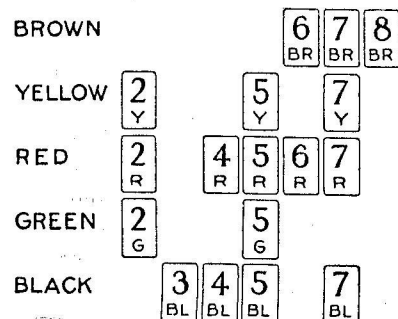 BROWN 6 BR 7 BR 8 BR
YELLOW 2 Y 5 Y 7 Y
RED 2 R 4 R 5 R 6 R 7 R
GREEN 2 G 5 G
BLACK 3 BL 4 BL 5 BL 7 BL